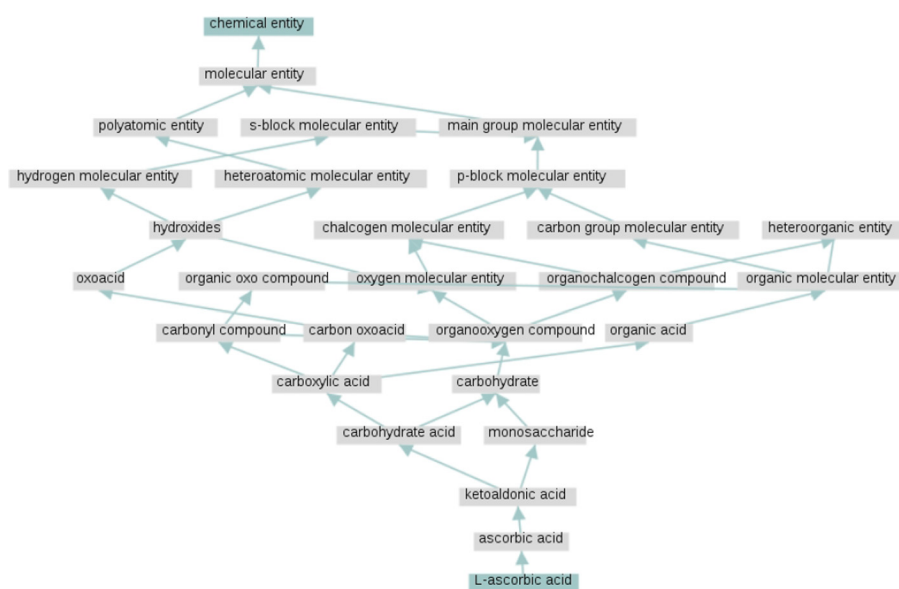 chemical entity
molecular entity
polyatomic entity
s-block molecular entity
main group molecular entity
hydrogen molecular entity
heteroatomic molecular entity
p-block molecular entity
hydroxides
chalcogen molecular entity
carbon group molecular entity
heteroorganic entity
oxoacid
organic oxo compound
oxygen molecular entity
organochalcogen compound
organic molecular entity
carbonyl compound
carbon oxoacid
organooxygen compound
organic acid
carboxylic acid
carbohydrate
carbohydrate acid
monosaccharide
ketoaldonic acid
ascorbic acid
L-ascorbic acid